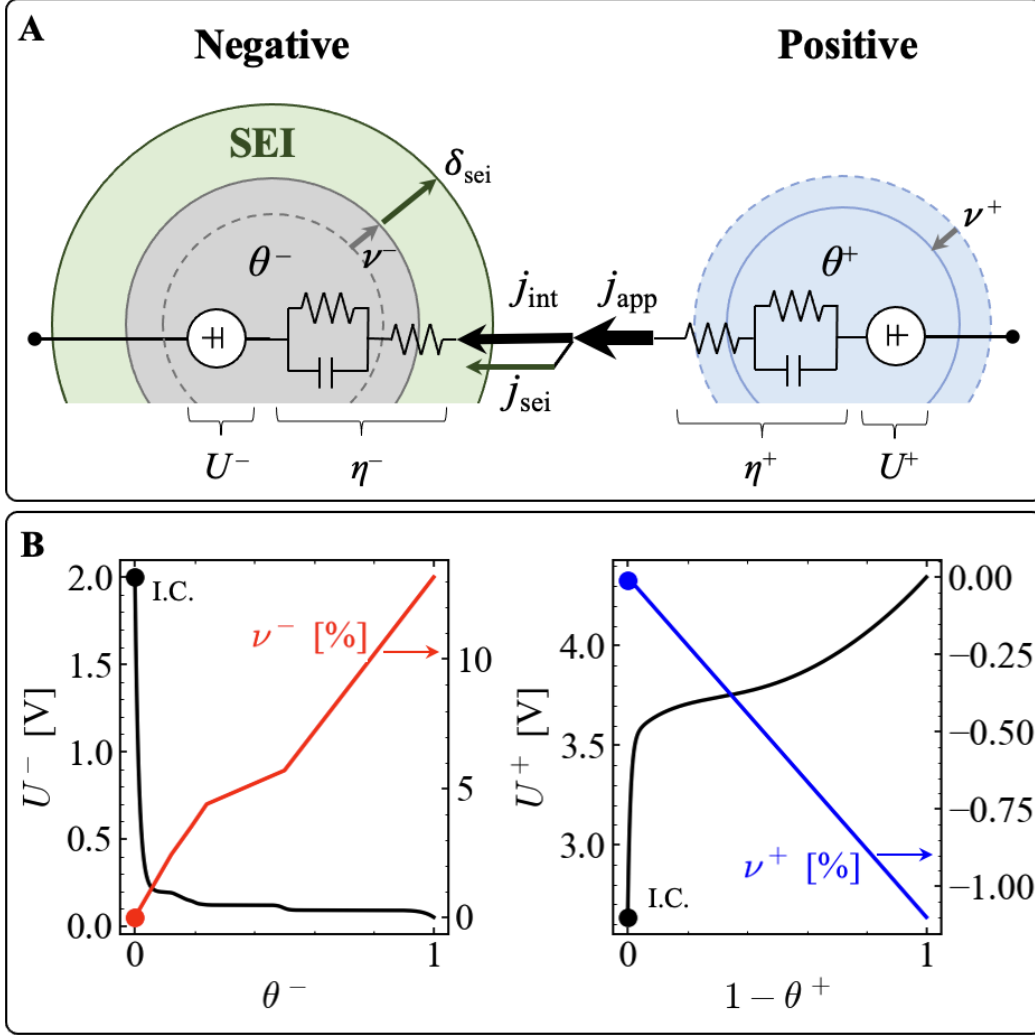 A
Negative
Positive
SEI
δsei
θ−
ν−
jint
japp
jsei
θ+
ν+
U−
η−
η+
U+
B
2.0
1.5
1.0
0.5
0.0
U− [V]
I.C.
ν− [%]
10
5
0
0
1
θ−
4.0
3.5
3.0
U+ [V]
I.C.
ν+ [%]
0.00
−0.25
−0.50
−0.75
−1.00
0
1
1 − θ+